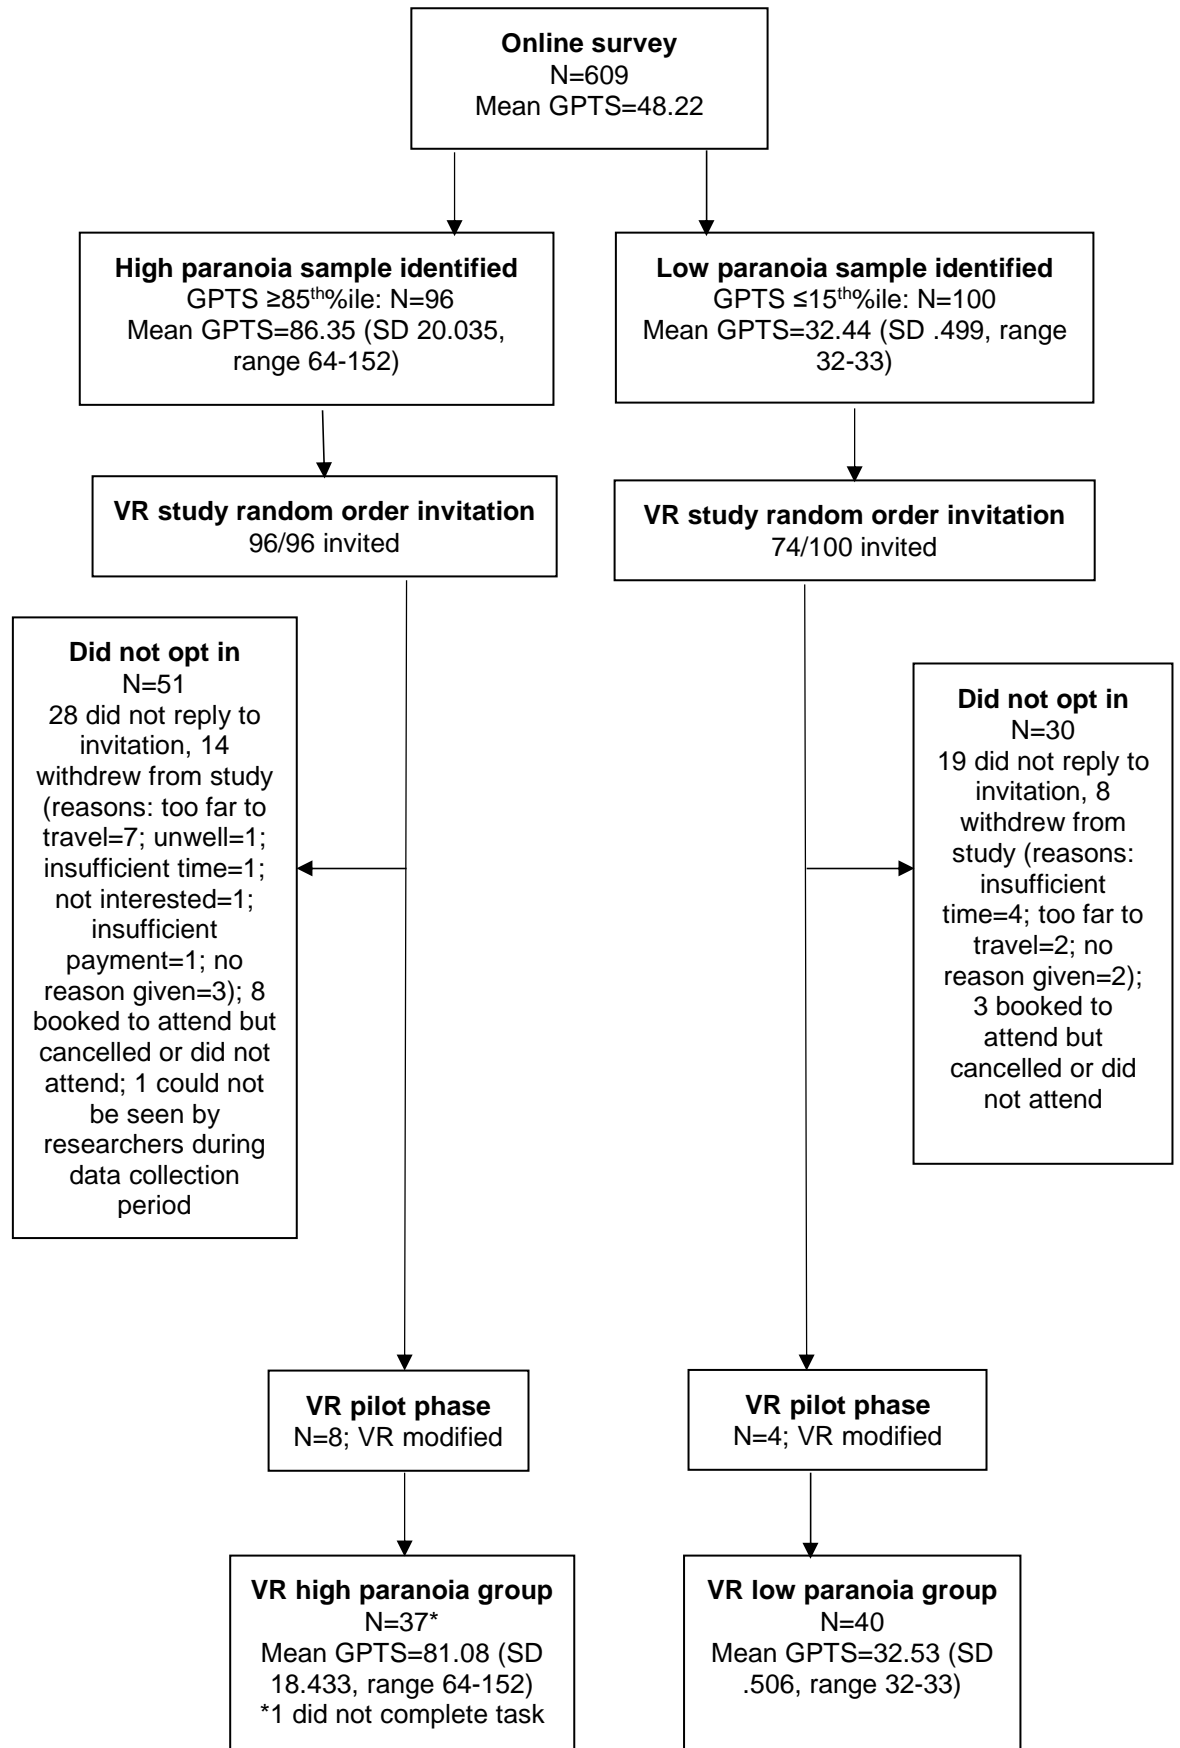 Online survey
N=609
Mean GPTS=48.22
High paranoia sample identified
GPTS ≥85th%ile: N=96
Mean GPTS=86.35 (SD 20.035,
range 64-152)
Low paranoia sample identified
GPTS ≤15th%ile: N=100
Mean GPTS=32.44 (SD .499, range
32-33)
VR study random order invitation
96/96 invited
VR study random order invitation
74/100 invited
Did not opt in
N=51
28 did not reply to
invitation, 14
withdrew from study
(reasons: too far to
travel=7; unwell=1;
insufficient time=1;
not interested=1;
insufficient
payment=1; no
reason given=3); 8
booked to attend but
cancelled or did not
attend; 1 could not
be seen by
researchers during
data collection
period
Did not opt in
N=30
19 did not reply to
invitation, 8
withdrew from
study (reasons:
insufficient
time=4; too far to
travel=2; no
reason given=2);
3 booked to
attend but
cancelled or did
not attend
VR pilot phase
N=8; VR modified
VR pilot phase
N=4; VR modified
VR high paranoia group
N=37*
Mean GPTS=81.08 (SD
18.433, range 64-152)
*1 did not complete task
VR low paranoia group
N=40
Mean GPTS=32.53 (SD
.506, range 32-33)